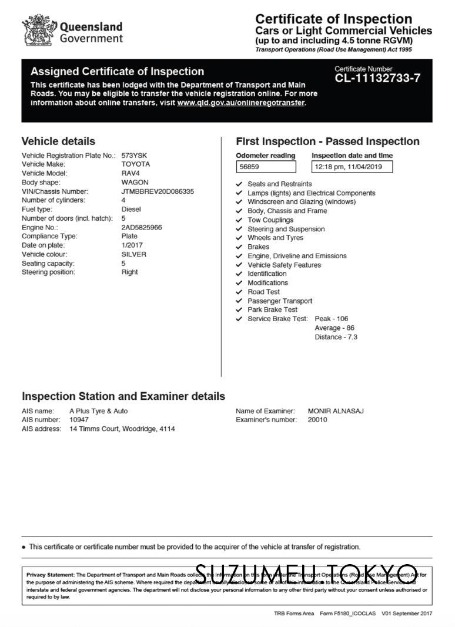 Queensland
Government
Certificate of Inspection
Cars or Light Commercial Vehicles
(up to and including 4.5 tonne RGVM)
Transport Operations (Road Use Management) Act 1995
Assigned Certificate of Inspection
This certificate has been lodged with the Department of Transport and Main
Roads. You may be eligible to transfer the vehicle registration online. For more
information about online transfers, visit www.qld.gov.au/onlineregotransfer.
Certificate Number
CL-11132733-7
Vehicle details
Vehicle Registration Plate No.: 573YSK
Vehicle Make: TOYOTA
Vehicle Model: RAV4
Body shape: WAGON
VIN/Chassis Number: JTMBBREV20D086335
Number of cylinders: 4
Fuel type: Diesel
Number of doors (incl. hatch): 5
Engine No.: 2AD5825966
Compliance Type: Plate
Date on plate: 1/2017
Vehicle colour: SILVER
Seating capacity: 5
Steering position: Right
First Inspection - Passed Inspection
Odometer reading Inspection date and time
56859 12:18 pm, 11/04/2019
✓ Seats and Restraints
✓ Lamps (lights) and Electrical Components
✓ Windscreen and Glazing (windows)
✓ Body, Chassis and Frame
✓ Tow Couplings
✓ Steering and Suspension
✓ Wheels and Tyres
✓ Brakes
✓ Engine, Driveline and Emissions
✓ Vehicle Safety Features
✓ Identification
✓ Modifications
✓ Road Test
✓ Passenger Transport
✓ Park Brake Test
✓ Service Brake Test: Peak - 106
Average - 86
Distance - 7.3
Inspection Station and Examiner details
AIS name: A Plus Tyre & Auto
AIS number: 10947
AIS address: 14 Timms Court, Woodridge, 4114
Name of Examiner: MONIR ALNASAJ
Examiner's number: 20010
• This certificate or certificate number must be provided to the acquirer of the vehicle at transfer of registration.
Privacy Statement: The Department of Transport and Main Roads collects the information on this form under the Transport Operations (Road Use Management) Act for
SUZUMEU TOKYO
the purpose of administering the AIS scheme. Where required the department information to the Queensland Police Service and
interstate and federal government agencies. The department will not disclose your personal information to any other third party without your consent unless authorised or
required to by law.
TRB Forms Area Form F5180_ICOCLAS V01 September 2017